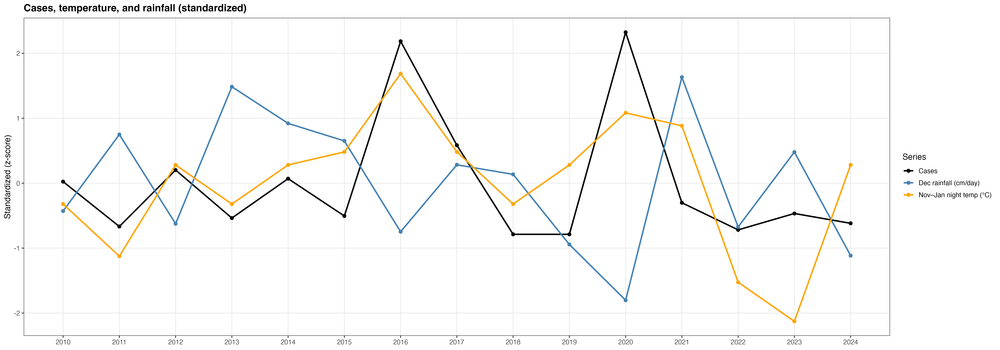 Cases, temperature, and rainfall (standardized)
Standardized (z-score)
2
1
0
-1
-2
2010 2011 2012 2013 2014 2015 2016 2017 2018 2019 2020 2021 2022 2023 2024
Series
Cases
Dec rainfall (cm/day)
Nov–Jan night temp (°C)